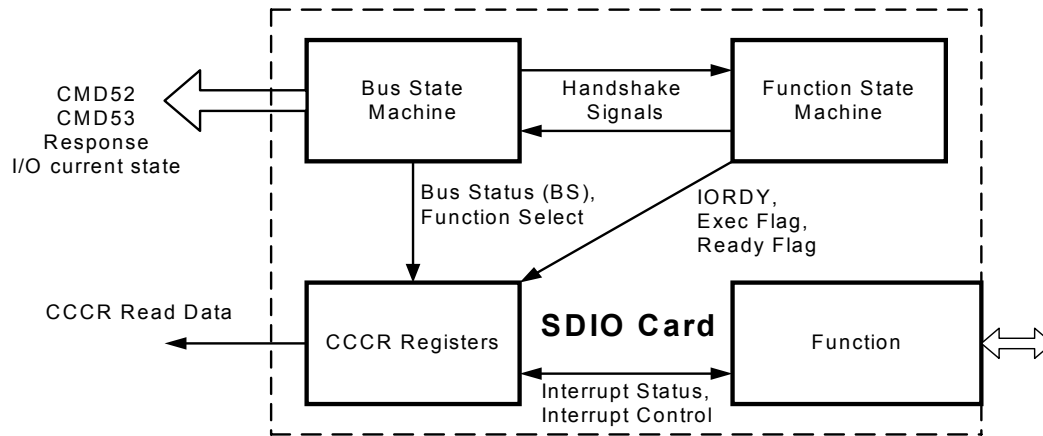 Bus State
Machine
Handshake
Signals
Function State
Machine
CMD52
CMD53
Response
I/O current state
Bus Status (BS),
Function Select
IORDY,
Exec Flag,
Ready Flag
CCCR Read Data
CCCR Registers
SDIO Card
Function
Interrupt Status,
Interrupt Control